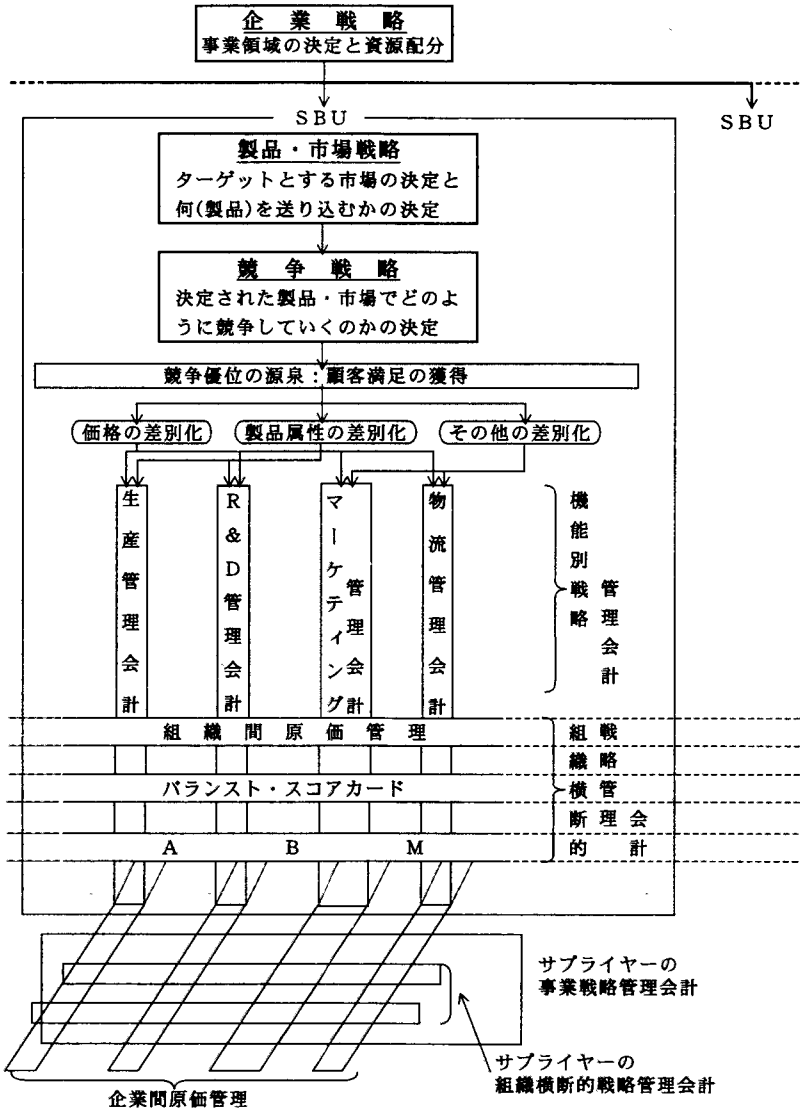 企業戦略
事業領域の決定と資源配分
SBU
SBU
製品・市場戦略
ターゲットとする市場の決定と
何(製品)を送り込むかの決定
競争戦略
決定された製品・市場でどのよ
うに競争していくのかの決定
競争優位の源泉：顧客満足の獲得
価格の差別化
製品属性の差別化
その他の差別化
生産管理会計
R&D管理会計
マーケティング
管理会計
物流管理会計
機能別戦略
管理会計
組織間原価管理
バランスト・スコアカード
ABM
組織横断的
戦略管理会計
サプライヤーの
事業戦略管理会計
サプライヤーの
組織横断的戦略管理会計
企業間原価管理